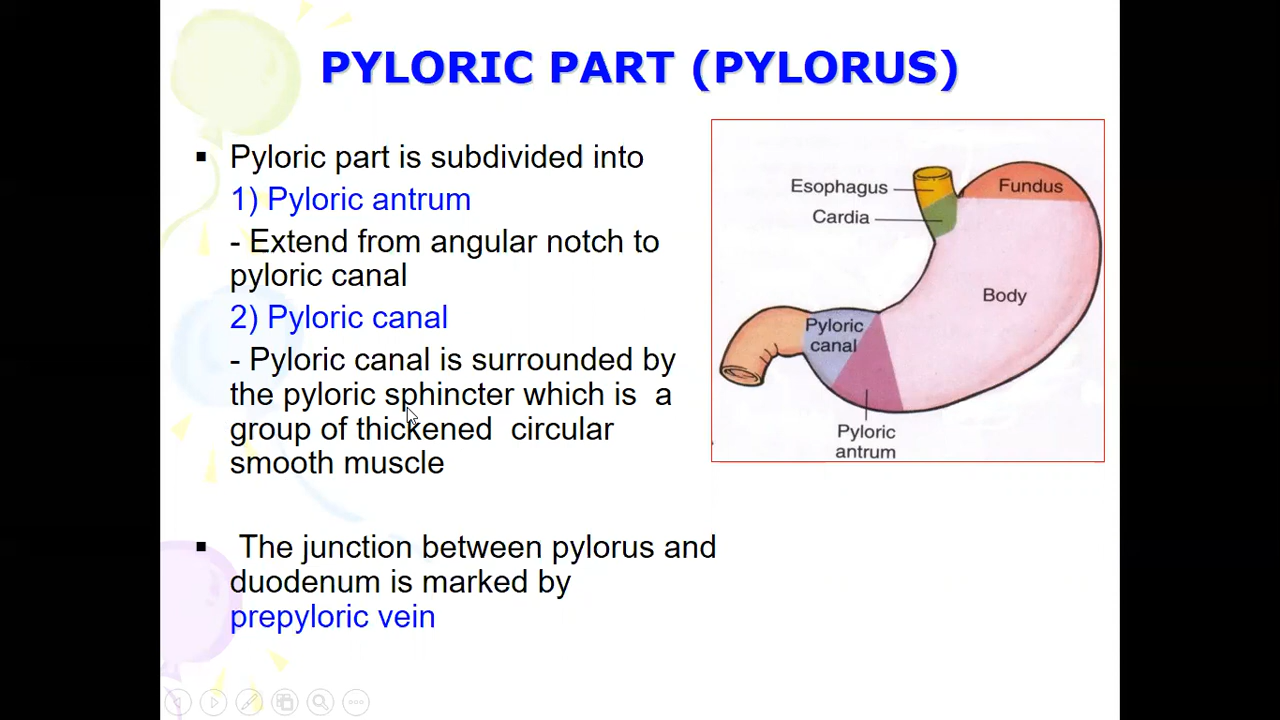 PYLORIC PART (PYLORUS)
▪ Pyloric part is subdivided into
1) Pyloric antrum
- Extend from angular notch to
pyloric canal
2) Pyloric canal
- Pyloric canal is surrounded by
the pyloric sphincter which is a
group of thickened circular
smooth muscle
▪ The junction between pylorus and
duodenum is marked by
prepyloric vein
Esophagus
Cardia
Fundus
Body
Pyloric
canal
Pyloric
antrum